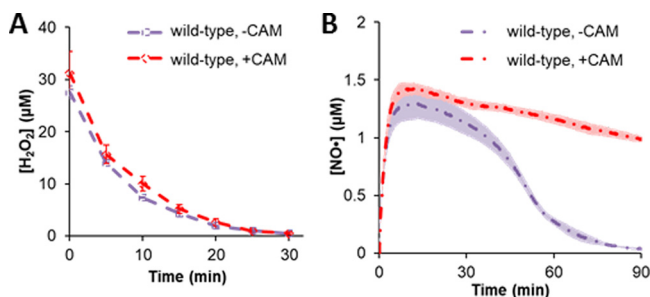 A
wild-type, -CAM
wild-type, +CAM
[H₂O₂] (µM)
40
30
20
10
0
0 10 20 30
Time (min)
B
wild-type, -CAM
wild-type, +CAM
[NO•] (µM)
2
1.5
1
0.5
0
0 30 60 90
Time (min)